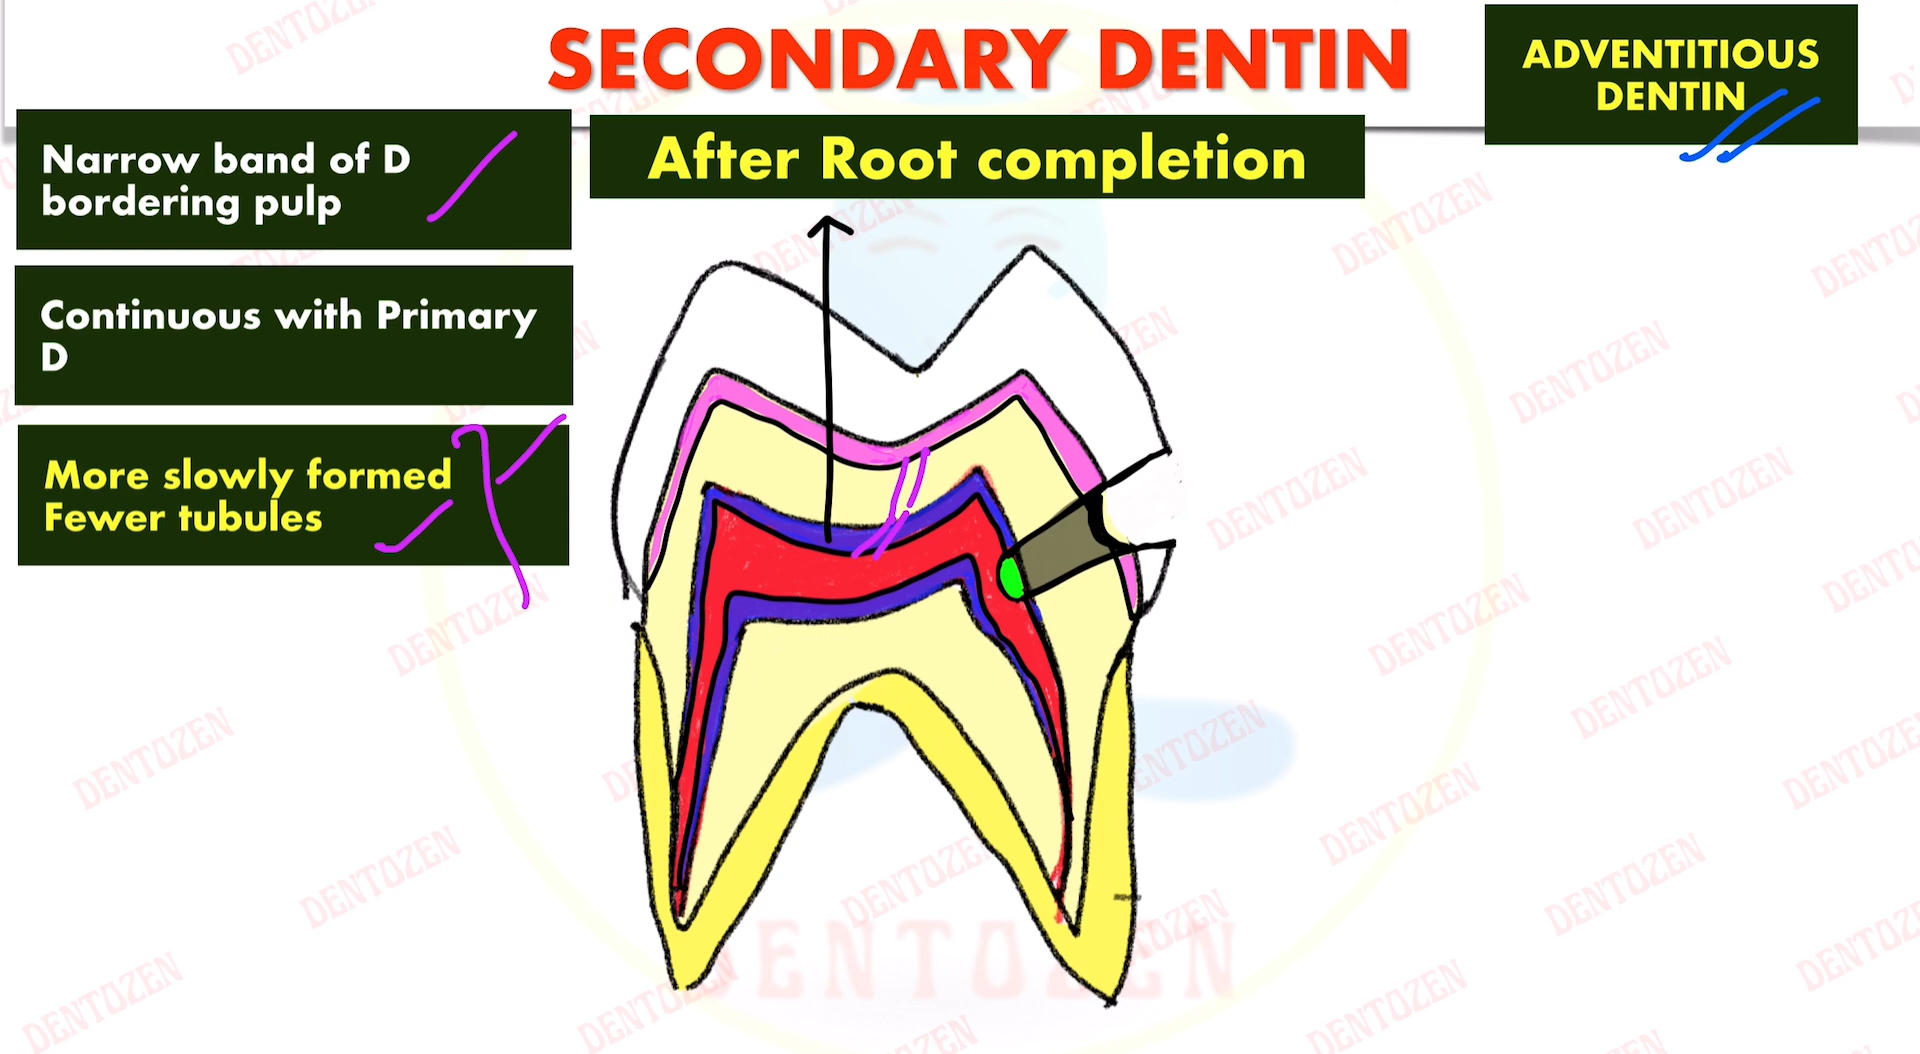 SECONDARY DENTIN
ADVENTITIOUS
DENTIN
After Root completion
Narrow band of D
bordering pulp
Continuous with Primary
D
More slowly formed
Fewer tubules
DENTOZEN